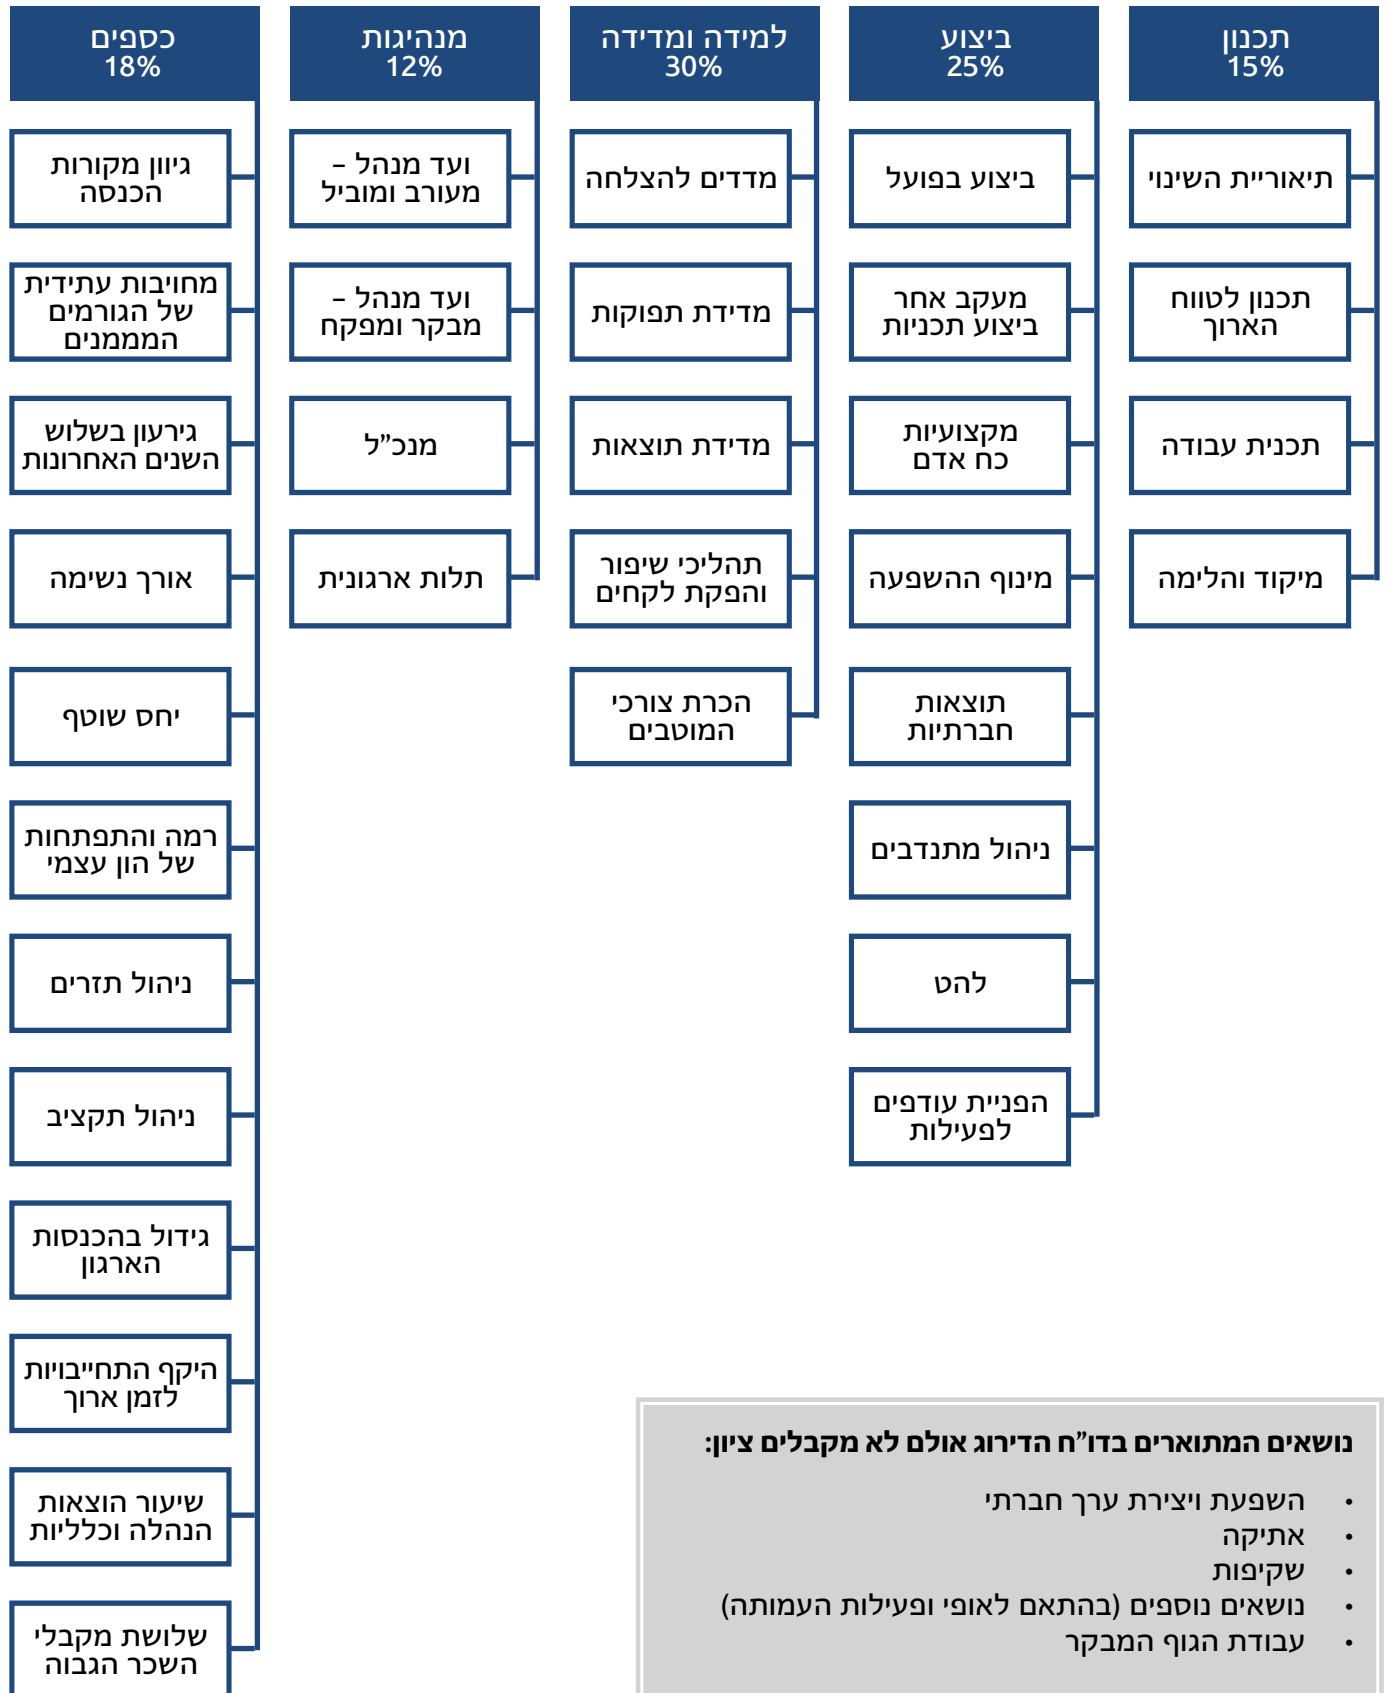 תכנון
15%
תיאוריית השינוי
תכנון לטווח
הארוך
תכנית עבודה
מיקוד והלימה
ביצוע
25%
ביצוע בפועל
מעקב אחר
ביצוע תכניות
מקצועיות
כח אדם
מינוף ההשפעה
תוצאות
חברתיות
ניהול מתנדבים
להט
הפניית עודפים
לפעילות
למידה ומדידה
30%
מדדים להצלחה
מדידת תפוקות
מדידת תוצאות
תהליכי שיפור
והפקת לקחים
הכרת צורכי
המוטבים
מנהיגות
12%
ועד מנהל –
מעורב ומוביל
ועד מנהל –
מבקר ומפקח
מנכ״ל
תלות ארגונית
כספים
18%
גיוון מקורות
הכנסה
מחויבות עתידית
של הגורמים
המממנים
גירעון בשלוש
השנים האחרונות
אורך נשימה
יחס שוטף
רמה והתפתחות
של הון עצמי
ניהול תזרים
ניהול תקציב
גידול בהכנסות
הארגון
היקף התחייבויות
לזמן ארוך
שיעור הוצאות
הנהלה וכלליות
שלושת מקבלי
השכר הגבוה
נושאים המתוארים בדו״ח הדירוג אולם לא מקבלים ציון:
• השפעת ויצירת ערך חברתי
• אתיקה
• שקיפות
• נושאים נוספים (בהתאם לאופי ופעילות העמותה)
• עבודת הגוף המבקר